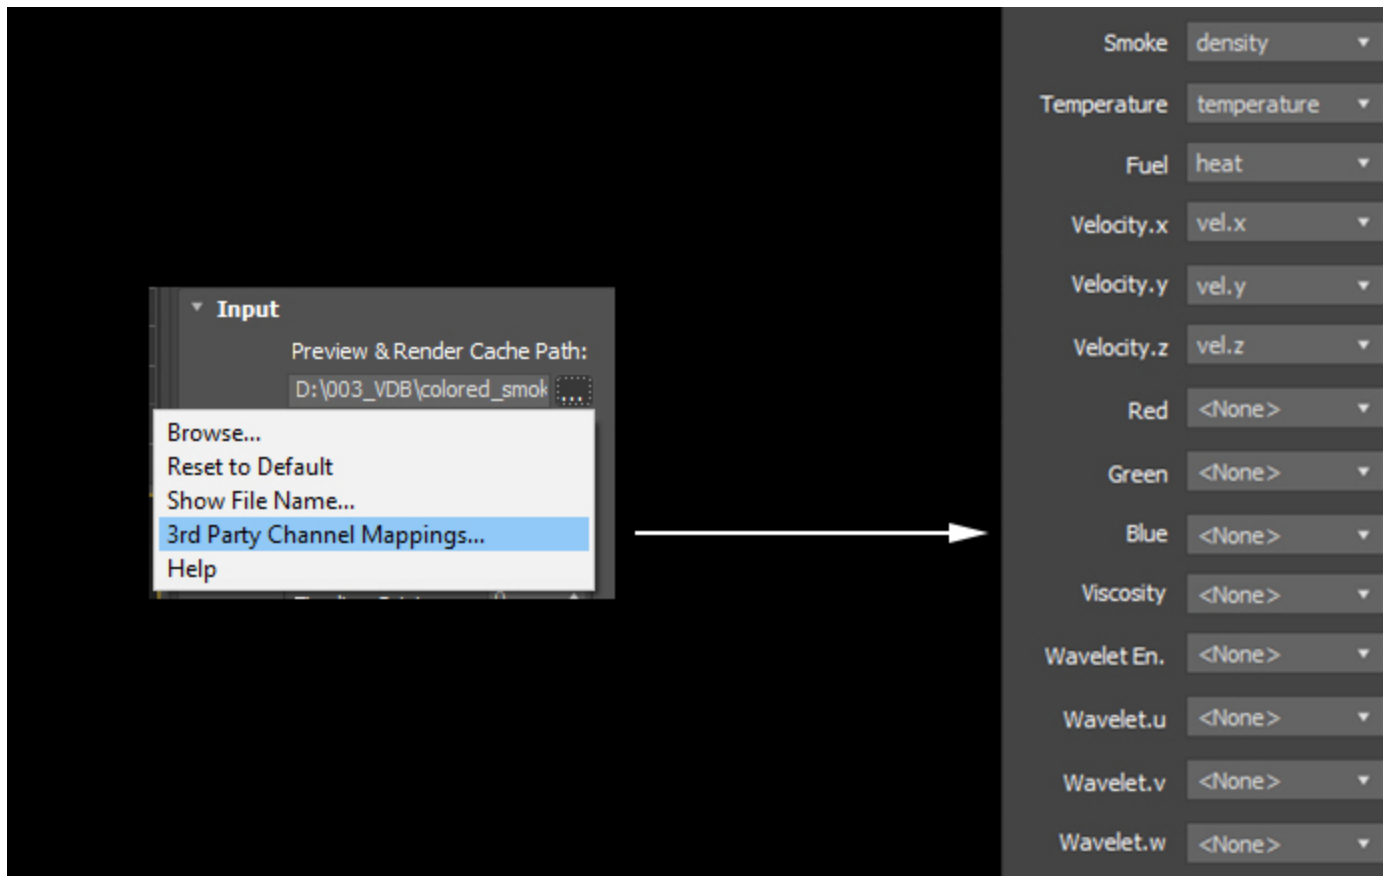 Input
Preview & Render Cache Path:
D:\003_VDB\colored_smok ...
Browse...
Reset to Default
Show File Name...
3rd Party Channel Mappings...
Help
Smoke density
Temperature temperature
Fuel heat
Velocity.x vel.x
Velocity.y vel.y
Velocity.z vel.z
Red <None>
Green <None>
Blue <None>
Viscosity <None>
Wavelet En. <None>
Wavelet.u <None>
Wavelet.v <None>
Wavelet.w <None>